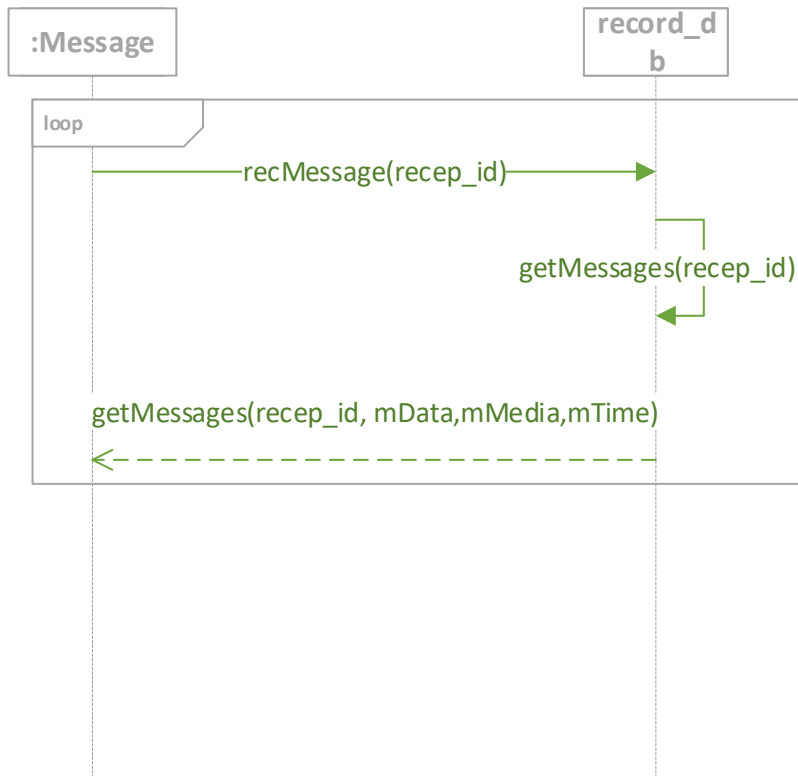 :Message
record_d
b
loop
recMessage(recep_id)
getMessages(recep_id)
getMessages(recep_id, mData,mMedia,mTime)